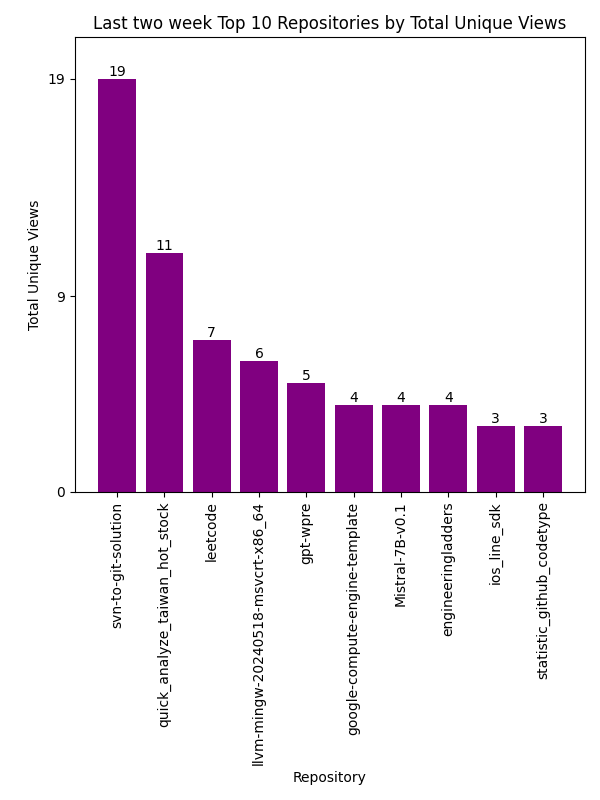 Last two week Top 10 Repositories by Total Unique Views
Total Unique Views
19
9
0
19
11
7
6
5
4
4
4
3
3
svn-to-git-solution
quick_analyze_taiwan_hot_stock
leetcode
llvm-mingw-20240518-msvcrt-x86_64
gpt-wpre
google-compute-engine-template
Mistral-7B-v0.1
engineeringladders
ios_line_sdk
statistic_github_codetype
Repository